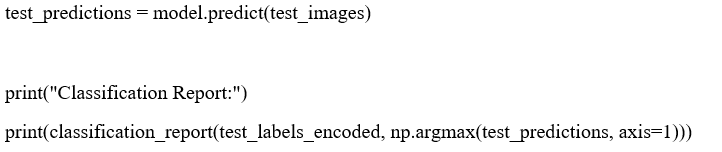 test_predictions = model.predict(test_images)
print("Classification Report:")
print(classification_report(test_labels_encoded, np.argmax(test_predictions, axis=1)))